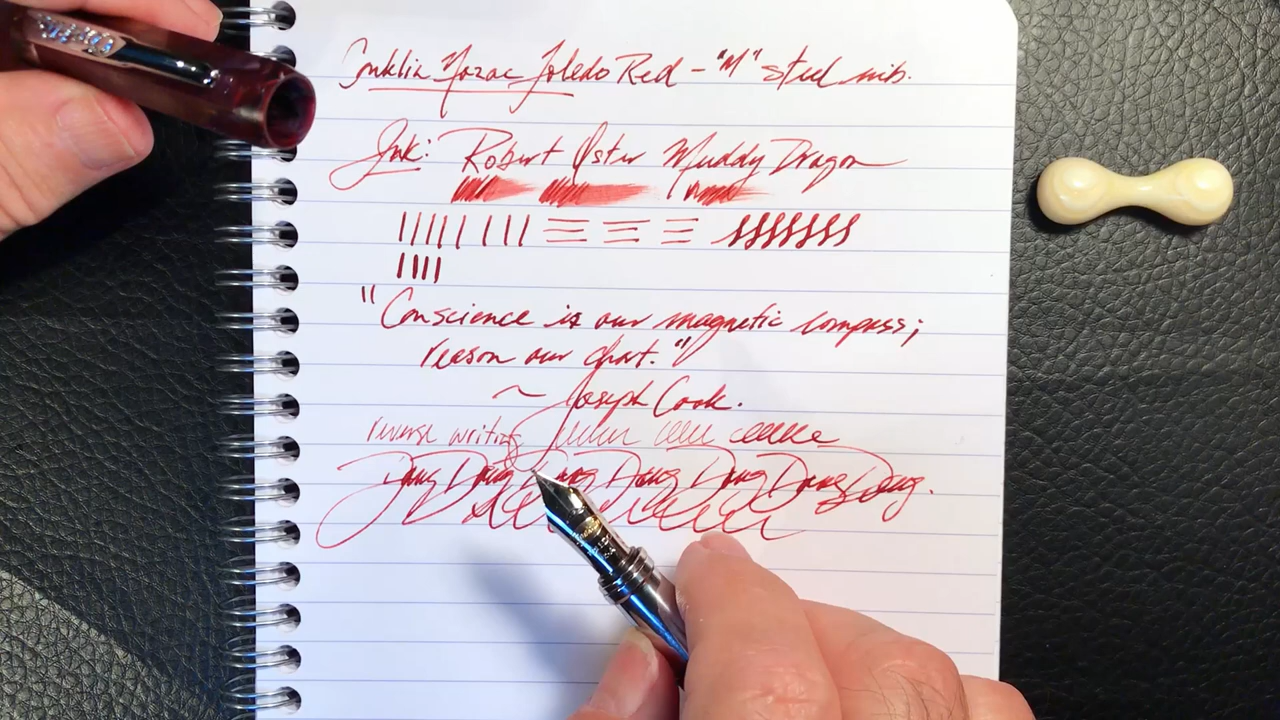 Conklin Nozac Toledo Red - "M" steel nib.
Ink: Robert Oster Muddy Dragon
"Conscience is our magnetic compass;
reason our chart."
~ Joseph Cook.
reverse writing
Doug Doug Doug Doug Doug Doug Doug.